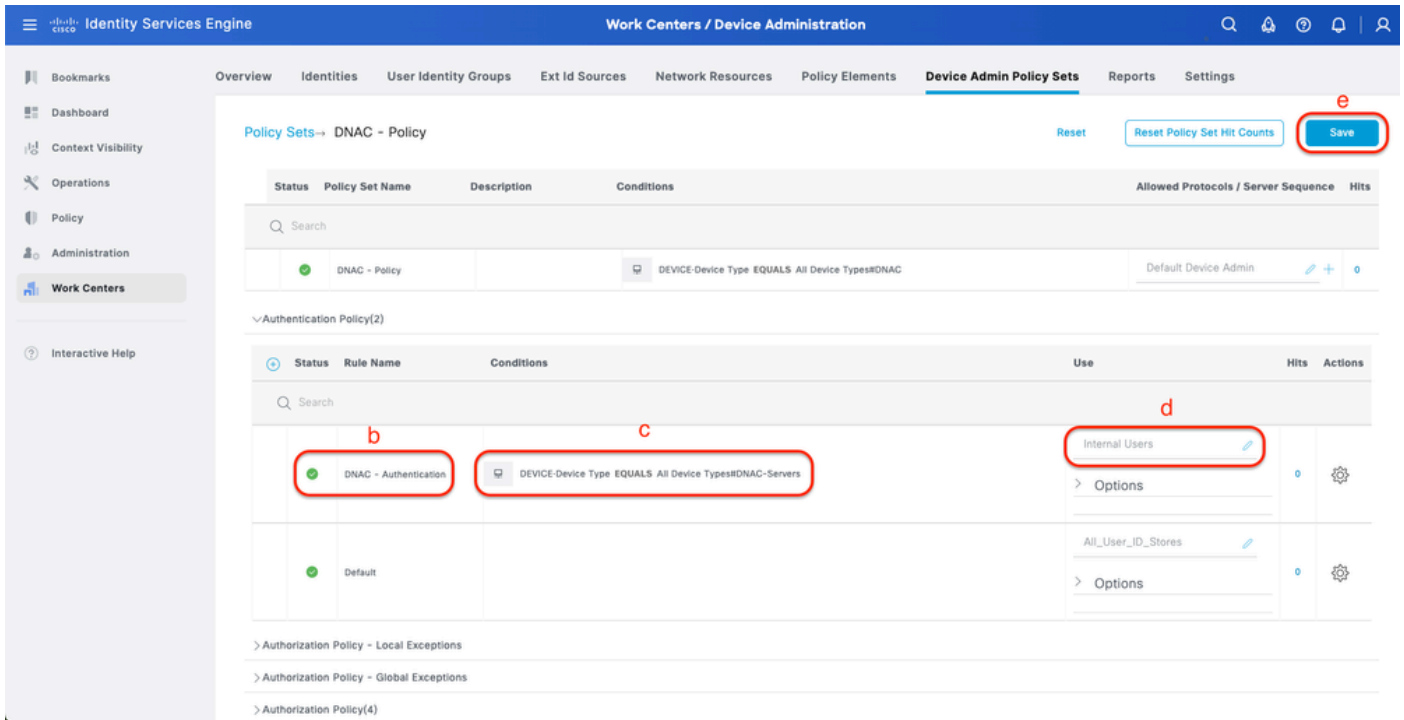 cisco Identity Services Engine
Work Centers / Device Administration
Bookmarks
Dashboard
Context Visibility
Operations
Policy
Administration
Work Centers
Interactive Help
Overview Identities User Identity Groups Ext Id Sources Network Resources Policy Elements Device Admin Policy Sets Reports Settings
e
Policy Sets→ DNAC - Policy Reset Reset Policy Set Hit Counts Save
Status Policy Set Name Description Conditions Allowed Protocols / Server Sequence Hits
Search
DNAC - Policy DEVICE-Device Type EQUALS All Device Types#DNAC Default Device Admin 0
Authentication Policy(2)
Status Rule Name Conditions Use Hits Actions
Search
b c d
Internal Users
DNAC - Authentication DEVICE-Device Type EQUALS All Device Types#DNAC-Servers 0
Options
All_User_ID_Stores
Default 0
Options
Authorization Policy - Local Exceptions
Authorization Policy - Global Exceptions
Authorization Policy(4)